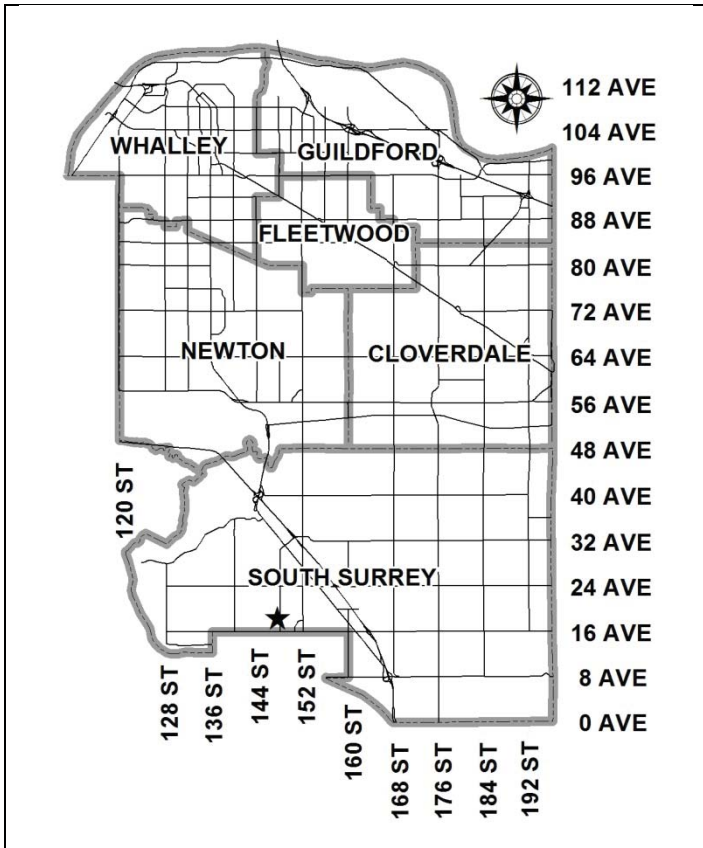 112 AVE
104 AVE
WHALLEY
GUILDFORD
96 AVE
88 AVE
FLEETWOOD
80 AVE
72 AVE
NEWTON
CLOVERDALE
64 AVE
56 AVE
48 AVE
120 ST
40 AVE
32 AVE
SOUTH SURREY
24 AVE
16 AVE
128 ST
136 ST
144 ST
152 ST
160 ST
8 AVE
168 ST
176 ST
184 ST
192 ST
0 AVE